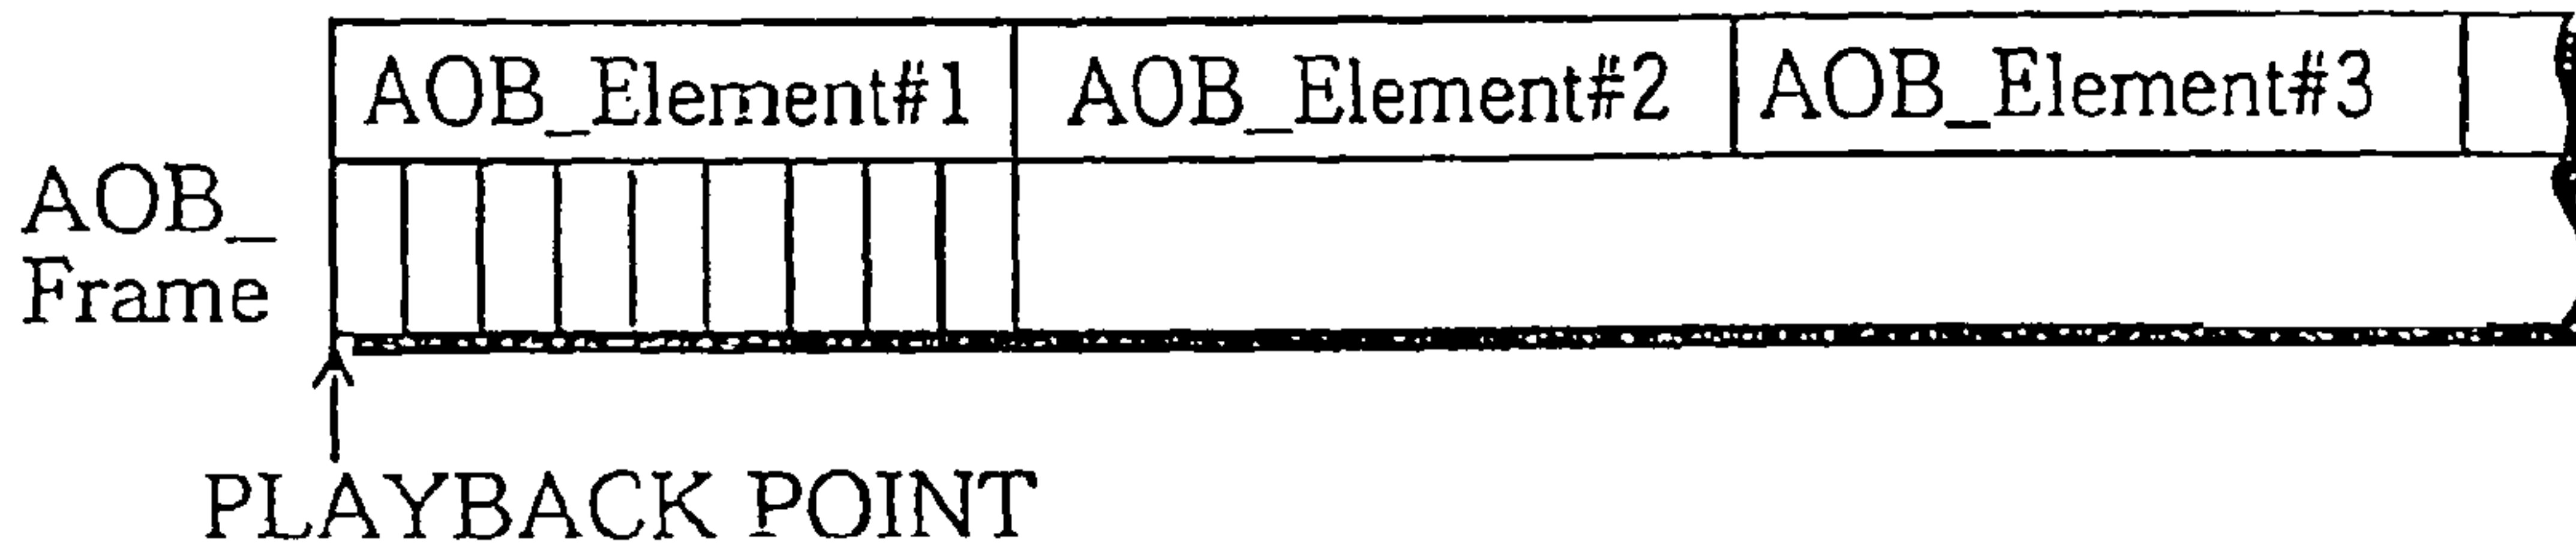 AOB_Element#1 AOB_Element#2 AOB_Element#3
AOB_
Frame
PLAYBACK POINT